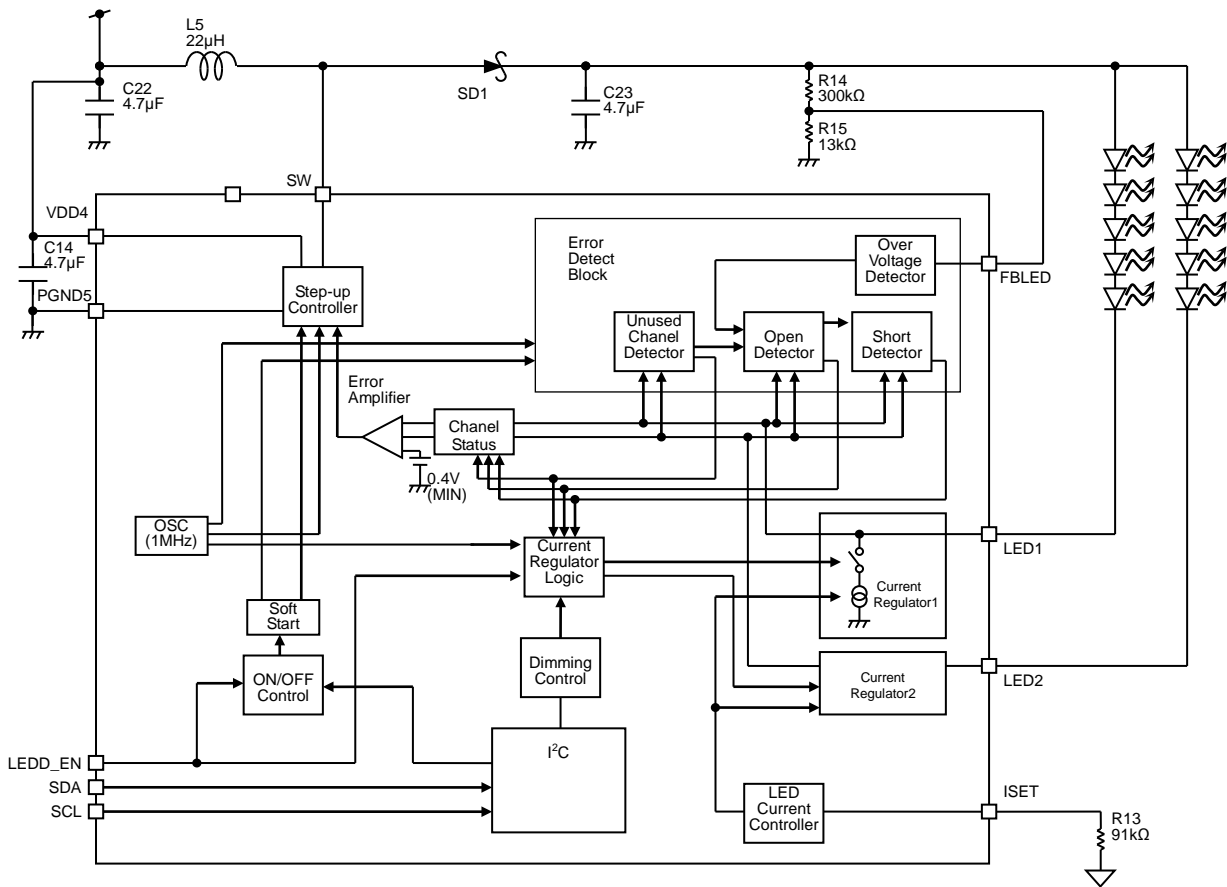 L5
22μH
C22
4.7μF
SD1
C23
4.7μF
R14
300kΩ
R15
13kΩ
SW
VDD4
C14
4.7μF
PGND5
Step-up
Controller
Error
Detect
Block
Over
Voltage
Detector
FBLED
Unused
Chanel
Detector
Open
Detector
Short
Detector
Error
Amplifier
Chanel
Status
0.4V
(MIN)
OSC
(1MHz)
Current
Regulator
Logic
LED1
Current
Regulator1
Soft
Start
ON/OFF
Control
Dimming
Control
Current
Regulator2
LED2
LEDD_EN
SDA
SCL
I²C
LED
Current
Controller
ISET
R13
91kΩ